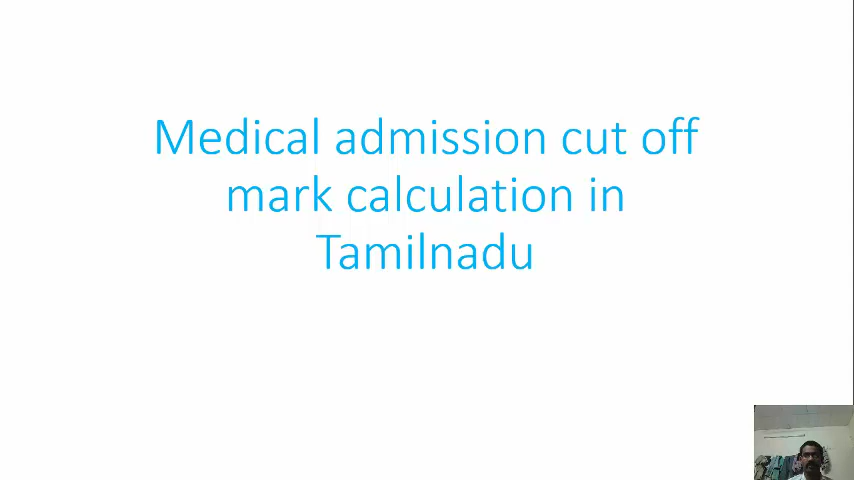 Medical admission cut off
mark calculation in
Tamilnadu